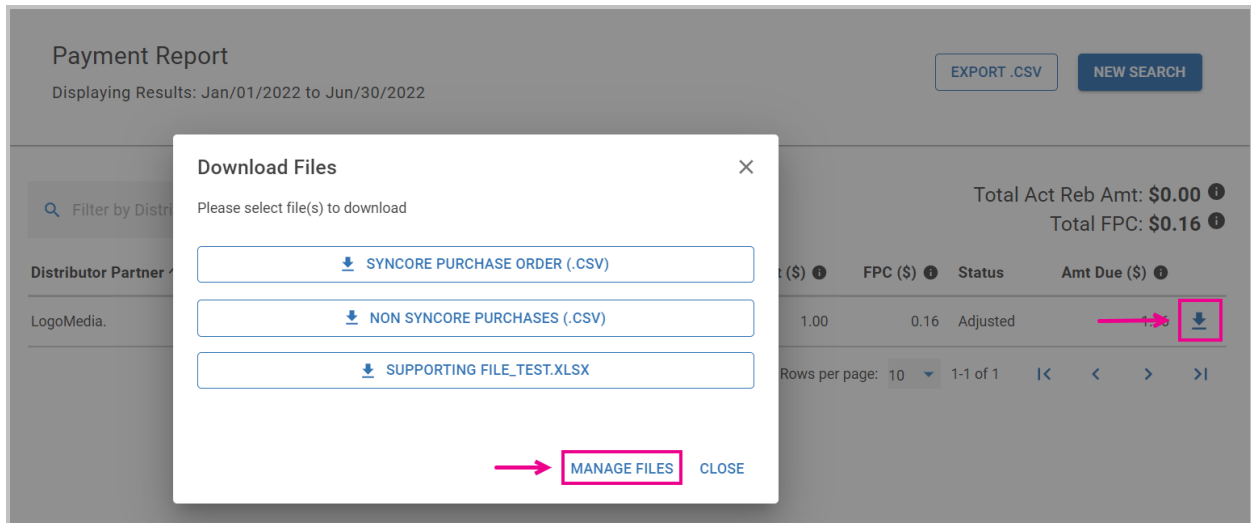 Payment Report
Displaying Results: Jan/01/2022 to Jun/30/2022
EXPORT .CSV
NEW SEARCH
Download Files
Please select file(s) to download
SYNCORE PURCHASE ORDER (.CSV)
NON SYNCORE PURCHASES (.CSV)
SUPPORTING FILE_TEST.XLSX
MANAGE FILES
CLOSE
Filter by
Total Act Reb Amt: $0.00
Total FPC: $0.16
Distributor Partner
($)
FPC ($)
Status
Amt Due ($)
LogoMedia.
1.00
0.16
Adjusted
Rows per page: 10
1-1 of 1